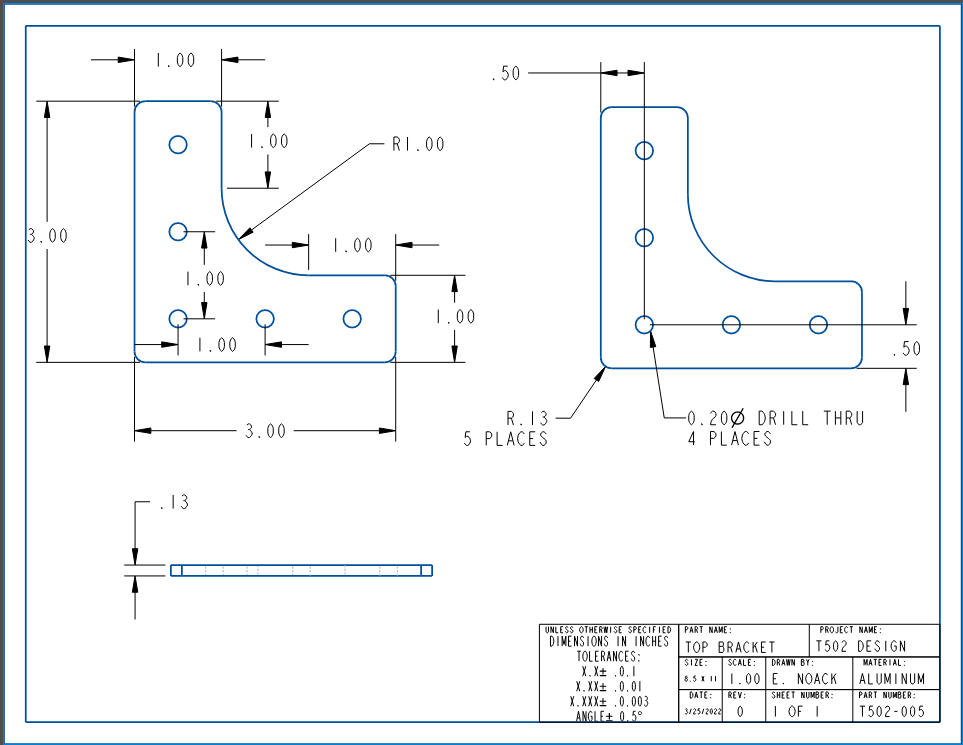 1.00
.50
1.00
R1.00
3.00
1.00
1.00
1.00
1.00
.50
3.00
R.13
5 PLACES
0.20Ø DRILL THRU
4 PLACES
.13
UNLESS OTHERWISE SPECIFIED
DIMENSIONS IN INCHES
TOLERANCES:
X.X± .0.1
X.XX± .0.01
X.XXX± .0.003
ANGLE± 0.5°
PART NAME:
TOP BRACKET
PROJECT NAME:
T502 DESIGN
SIZE:
8.5 X 11
SCALE:
1.00
DRAWN BY:
E. NOACK
MATERIAL:
ALUMINUM
DATE:
3/25/2022
REV:
0
SHEET NUMBER:
1 OF 1
PART NUMBER:
T502-005